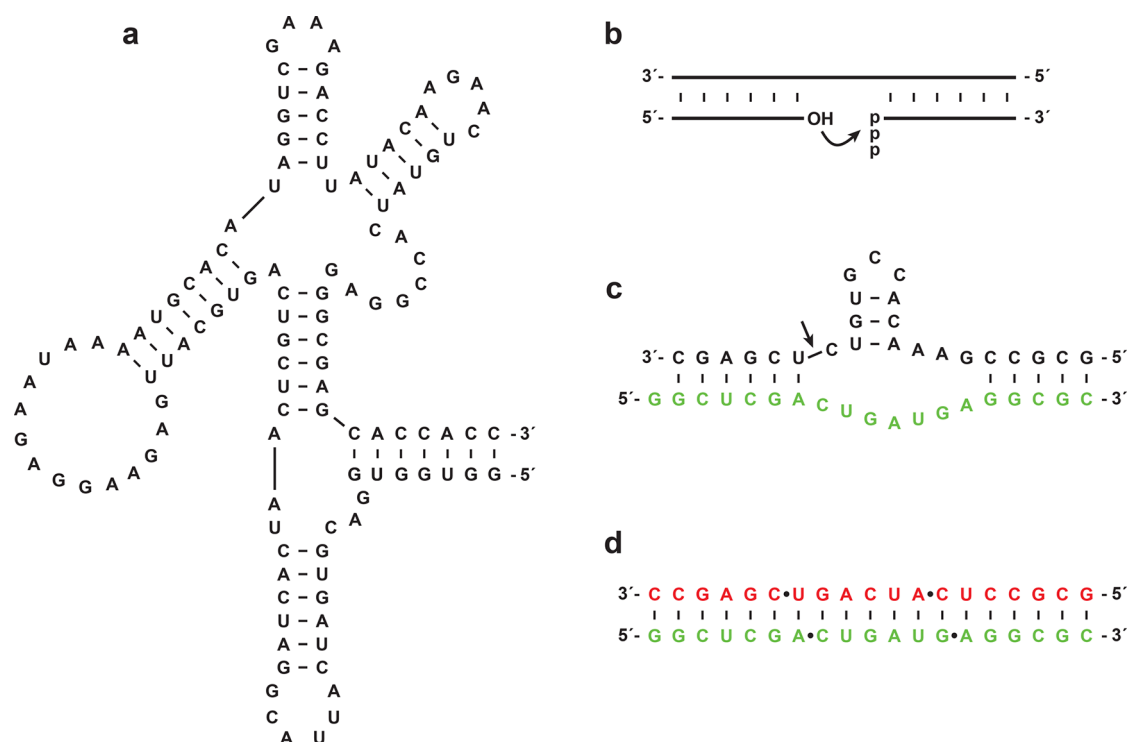 a
A A
G A
C – G
U – A
G – C
G – C
A – U
U U
A U A C A A G A A C U G U A U C A C C G G A G
A C A C G U A A A A U A A G A G G A A G A G U U A C G U G A
C – G
U – G
G – C
C – G
U – A
C – G
A C A C C A C C - 3´
G U G G U G G - 5´
G
A A
U C
C – G
A – U
C – G
U – A
A – U
G – C
G A
C U
A U
b
3´- - 5´
5´- OH p - 3´
p
p
c
C
G C
U – A
G – C
3´- C G A G C U C U – A A A G C C G C G - 5´
5´- G G C U C G A C U G A U G A G G C G C - 3´
d
3´- C C G A G C • U G A C U A • C U C C G C G - 5´
5´- G G C U C G A • C U G A U G • A G G C G C - 3´